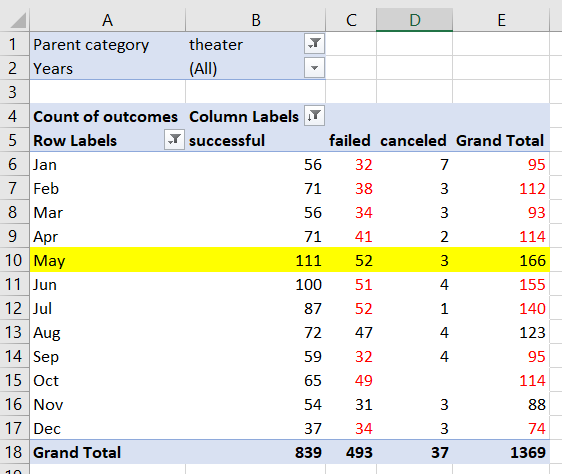 A B C D E
1 Parent category theater
2 Years (All)
3
4 Count of outcomes Column Labels
5 Row Labels successful failed canceled Grand Total
6 Jan 56 32 7 95
7 Feb 71 38 3 112
8 Mar 56 34 3 93
9 Apr 71 41 2 114
10 May 111 52 3 166
11 Jun 100 51 4 155
12 Jul 87 52 1 140
13 Aug 72 47 4 123
14 Sep 59 32 4 95
15 Oct 65 49 114
16 Nov 54 31 3 88
17 Dec 37 34 3 74
18 Grand Total 839 493 37 1369